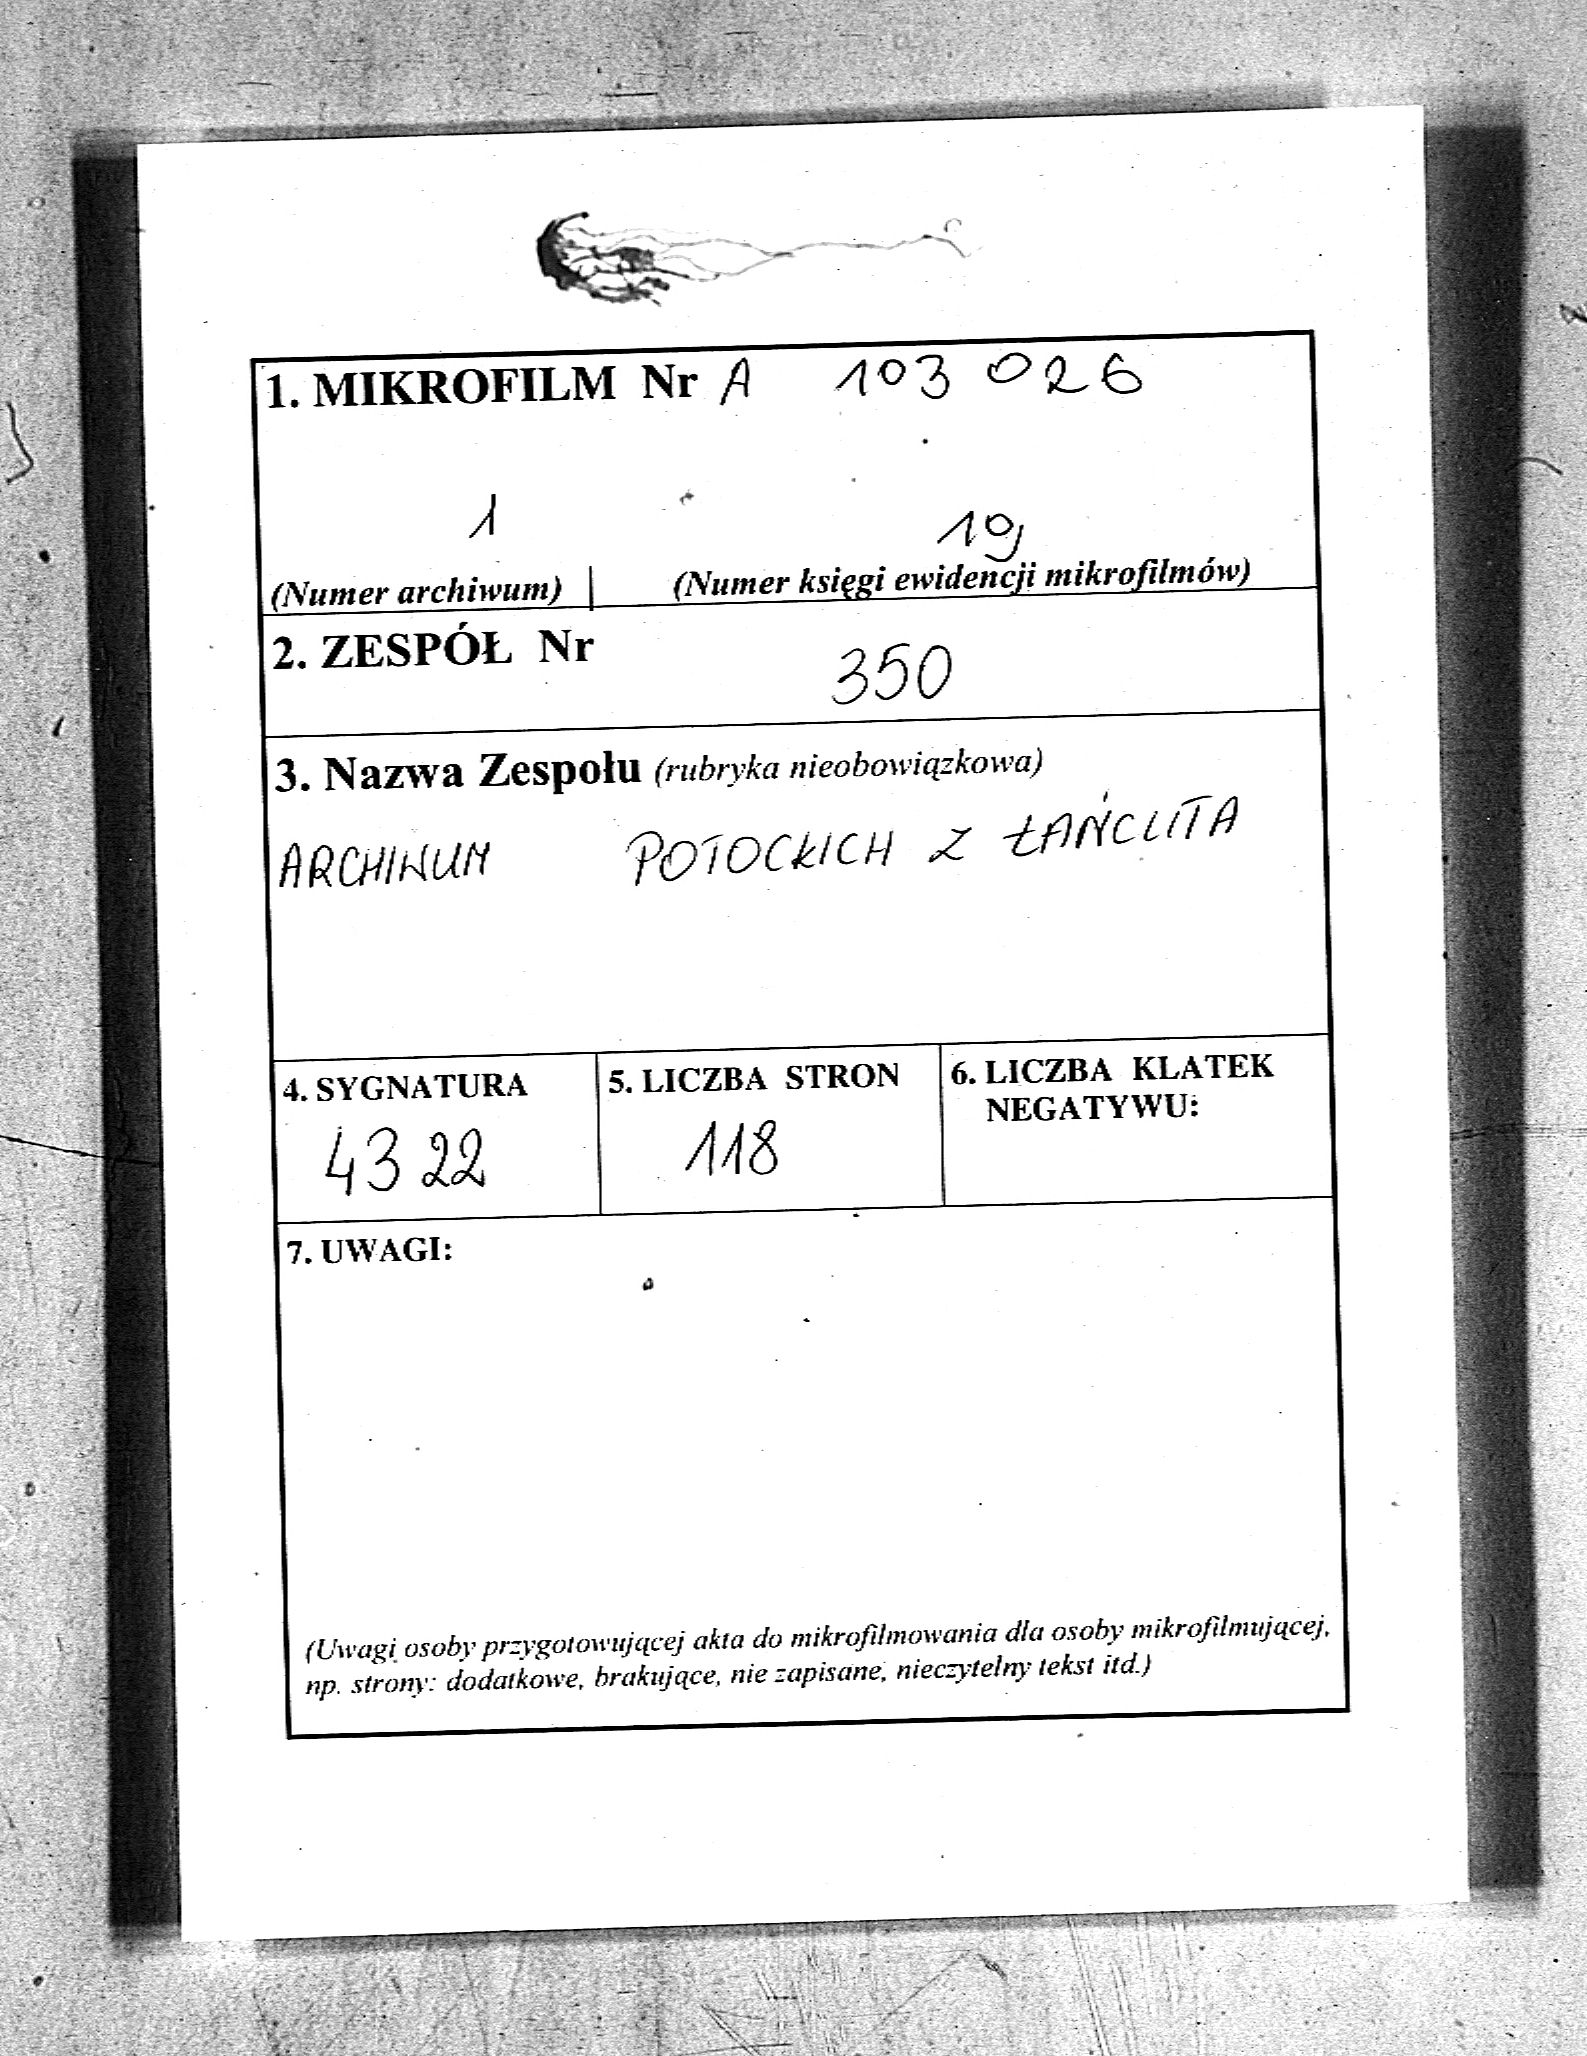 1. MIKROFILM Nr A 103 026
1 19
(Numer archiwum) | (Numer księgi ewidencji mikrofilmów)
2. ZESPÓŁ Nr 350
3. Nazwa Zespołu (rubryka nieobowiązkowa)
ARCHIWUM POTOCKICH Z ŁAŃCUTA
4. SYGNATURA
4322
5. LICZBA STRON
118
6. LICZBA KLATEK
NEGATYWU:
7. UWAGI:
(Uwagi osoby przygotowującej akta do mikrofilmowania dla osoby mikrofilmującej,
np. strony: dodatkowe, brakujące, nie zapisane, nieczytelny tekst itd.)